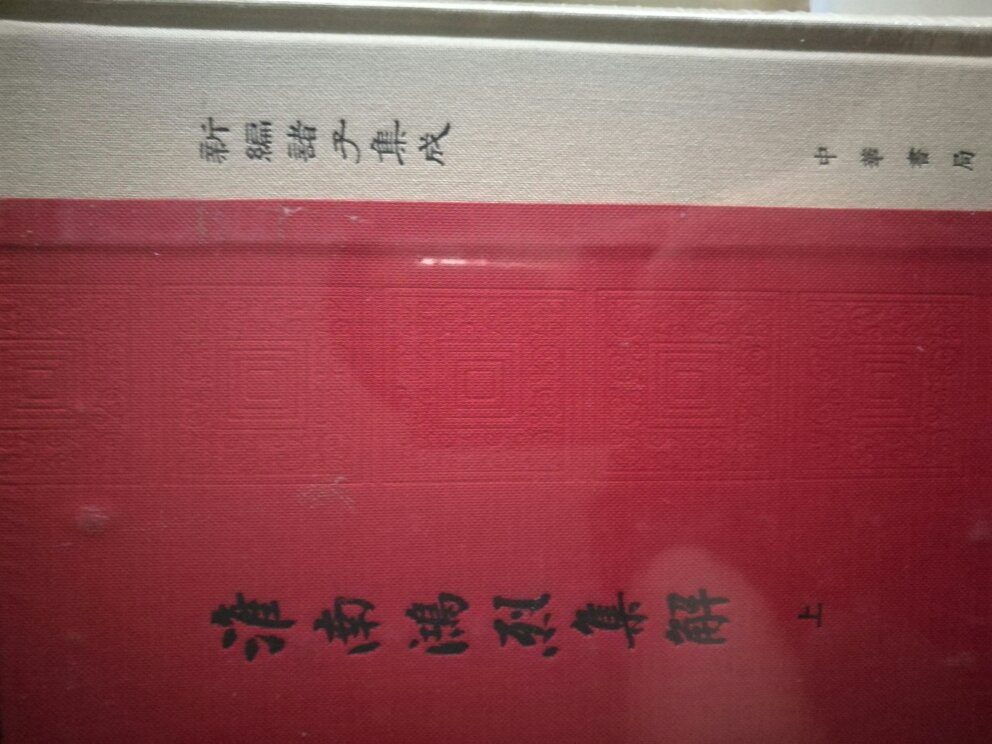 新編諸子集成
中華書局
淮南鴻烈集解 上